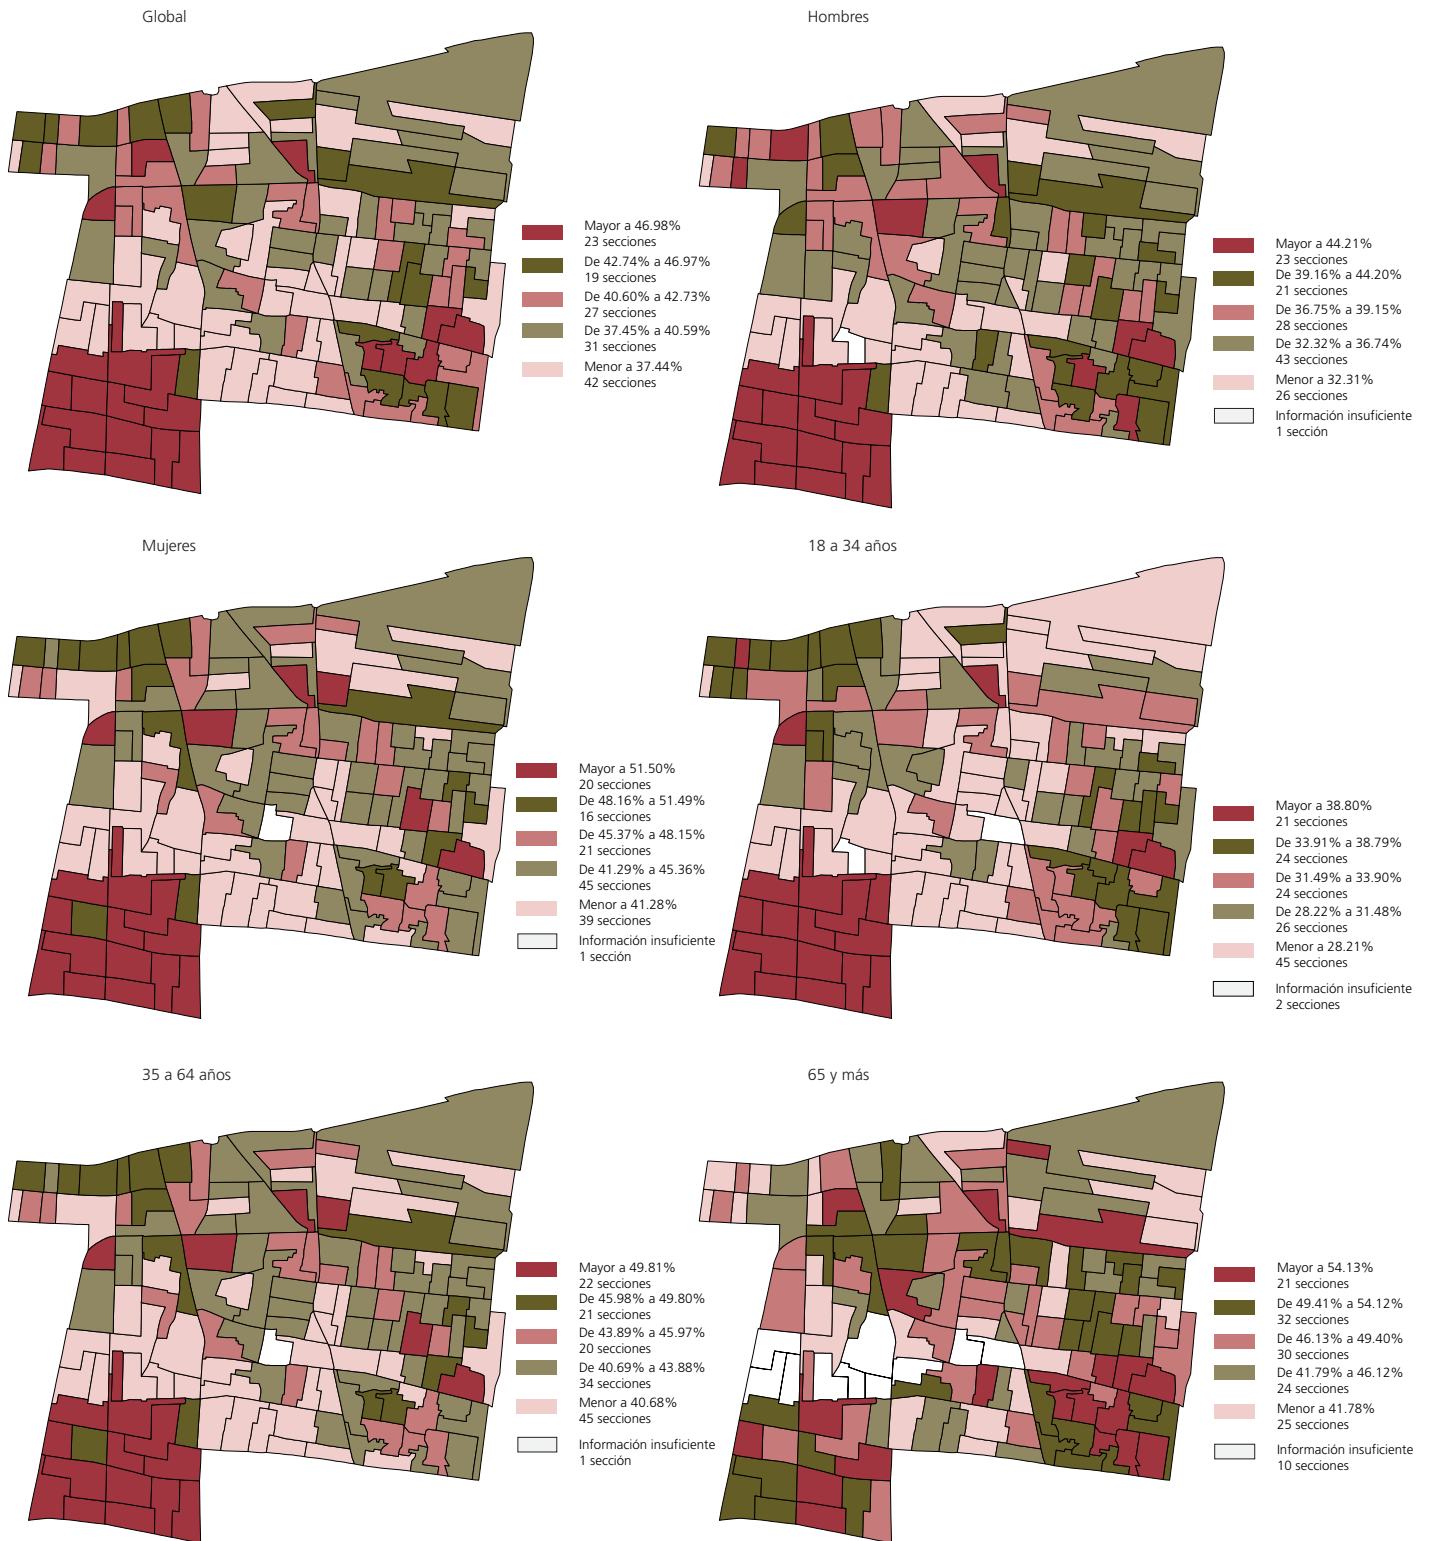 Global
Mayor a 46.98%
23 secciones
De 42.74% a 46.97%
19 secciones
De 40.60% a 42.73%
27 secciones
De 37.45% a 40.59%
31 secciones
Menor a 37.44%
42 secciones
Hombres
Mayor a 44.21%
23 secciones
De 39.16% a 44.20%
21 secciones
De 36.75% a 39.15%
28 secciones
De 32.32% a 36.74%
43 secciones
Menor a 32.31%
26 secciones
Información insuficiente
1 sección
Mujeres
Mayor a 51.50%
20 secciones
De 48.16% a 51.49%
16 secciones
De 45.37% a 48.15%
21 secciones
De 41.29% a 45.36%
45 secciones
Menor a 41.28%
39 secciones
Información insuficiente
1 sección
18 a 34 años
Mayor a 38.80%
21 secciones
De 33.91% a 38.79%
24 secciones
De 31.49% a 33.90%
24 secciones
De 28.22% a 31.48%
26 secciones
Menor a 28.21%
45 secciones
Información insuficiente
2 secciones
35 a 64 años
Mayor a 49.81%
22 secciones
De 45.98% a 49.80%
21 secciones
De 43.89% a 45.97%
20 secciones
De 40.69% a 43.88%
34 secciones
Menor a 40.68%
45 secciones
Información insuficiente
1 sección
65 y más
Mayor a 54.13%
21 secciones
De 49.41% a 54.12%
32 secciones
De 46.13% a 49.40%
30 secciones
De 41.79% a 46.12%
24 secciones
Menor a 41.78%
25 secciones
Información insuficiente
10 secciones